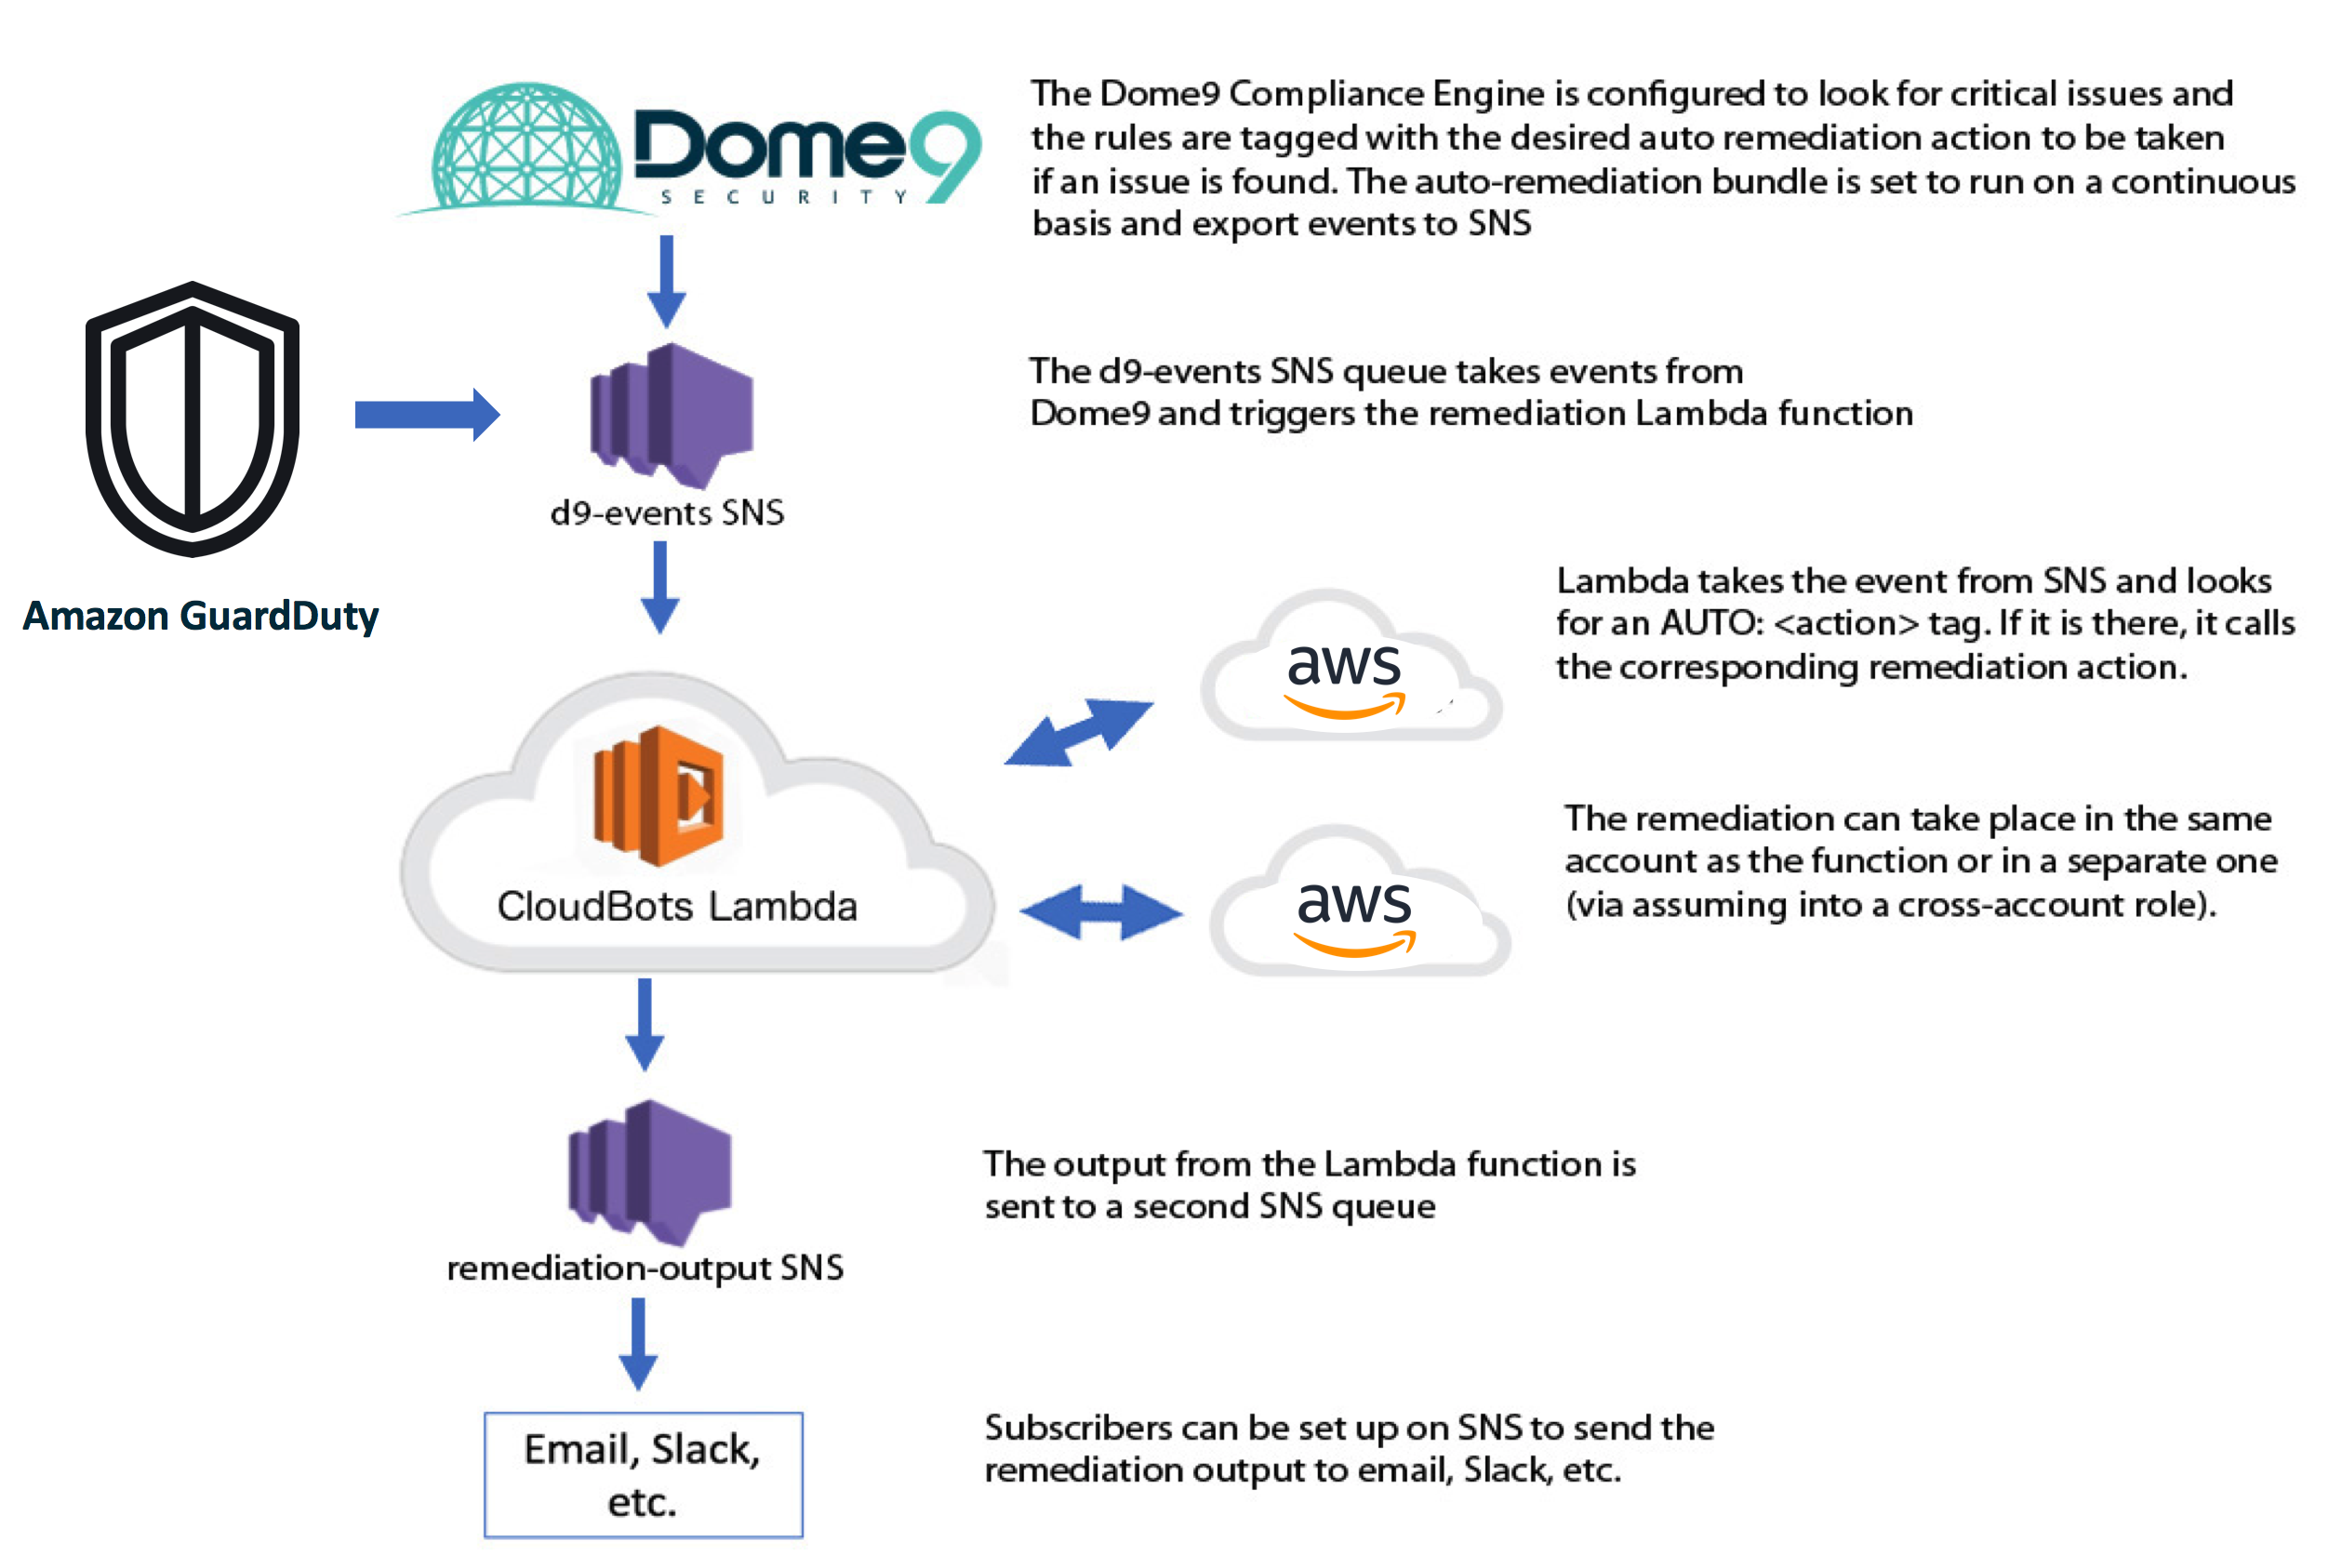 Dome9
SECURITY
The Dome9 Compliance Engine is configured to look for critical issues and
the rules are tagged with the desired auto remediation action to be taken
if an issue is found. The auto-remediation bundle is set to run on a continuous
basis and export events to SNS
Amazon GuardDuty
d9-events SNS
The d9-events SNS queue takes events from
Dome9 and triggers the remediation Lambda function
CloudBots Lambda
aws
Lambda takes the event from SNS and looks
for an AUTO: <action> tag. If it is there, it calls
the corresponding remediation action.
aws
The remediation can take place in the same
account as the function or in a separate one
(via assuming into a cross-account role).
remediation-output SNS
The output from the Lambda function is
sent to a second SNS queue
Email, Slack,
etc.
Subscribers can be set up on SNS to send the
remediation output to email, Slack, etc.